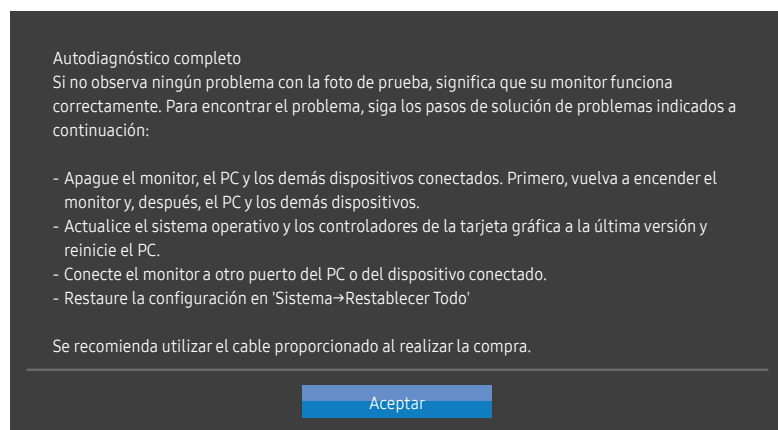 Autodiagnóstico completo
Si no observa ningún problema con la foto de prueba, significa que su monitor funciona
correctamente. Para encontrar el problema, siga los pasos de solución de problemas indicados a
continuación:
- Apague el monitor, el PC y los demás dispositivos conectados. Primero, vuelva a encender el
monitor y, después, el PC y los demás dispositivos.
- Actualice el sistema operativo y los controladores de la tarjeta gráfica a la última versión y
reinicie el PC.
- Conecte el monitor a otro puerto del PC o del dispositivo conectado.
- Restaure la configuración en 'Sistema→Restablecer Todo'
Se recomienda utilizar el cable proporcionado al realizar la compra.
Aceptar